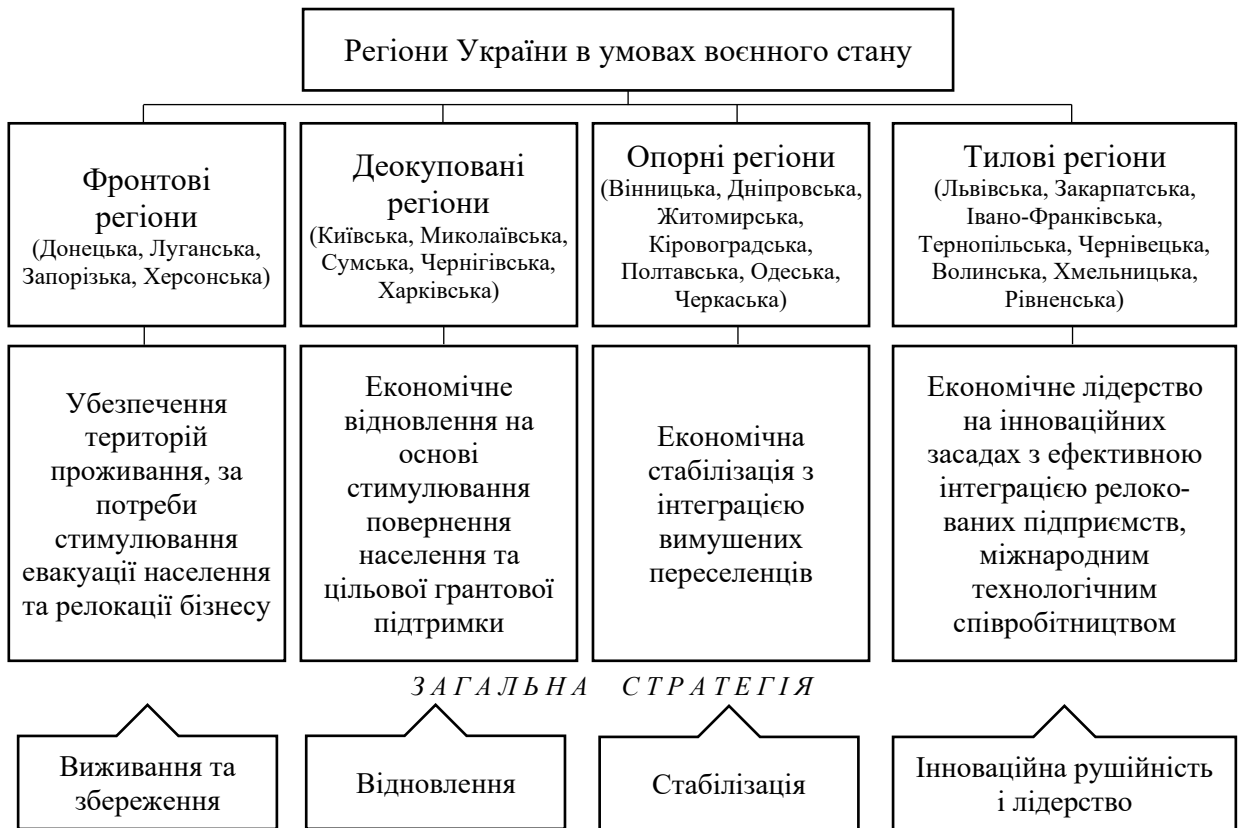 Регіони України в умовах воєнного стану
Фронтові
регіони
(Донецька, Луганська,
Запорізька, Херсонська)
Деокуповані
регіони
(Київська, Миколаївська,
Сумська, Чернігівська,
Харківська)
Опорні регіони
(Вінницька, Дніпровська,
Житомирська,
Кіровоградська,
Полтавська, Одеська,
Черкаська)
Тилові регіони
(Львівська, Закарпатська,
Івано-Франківська,
Тернопільська, Чернівецька,
Волинська, Хмельницька,
Рівненська)
Убезпечення
територій
проживання, за
потреби
стимулювання
евакуації населення
та релокації бізнесу
Економічне
відновлення на
основі
стимулювання
повернення
населення та
цільової грантової
підтримки
Економічна
стабілізація з
інтеграцією
вимушених
переселенців
Економічне лідерство
на інноваційних
засадах з ефективною
інтеграцією релоко-
ваних підприємств,
міжнародним
технологічним
співробітництвом
ЗАГАЛЬНА СТРАТЕГІЯ
Виживання та
збереження
Відновлення
Стабілізація
Інноваційна рушійність
і лідерство